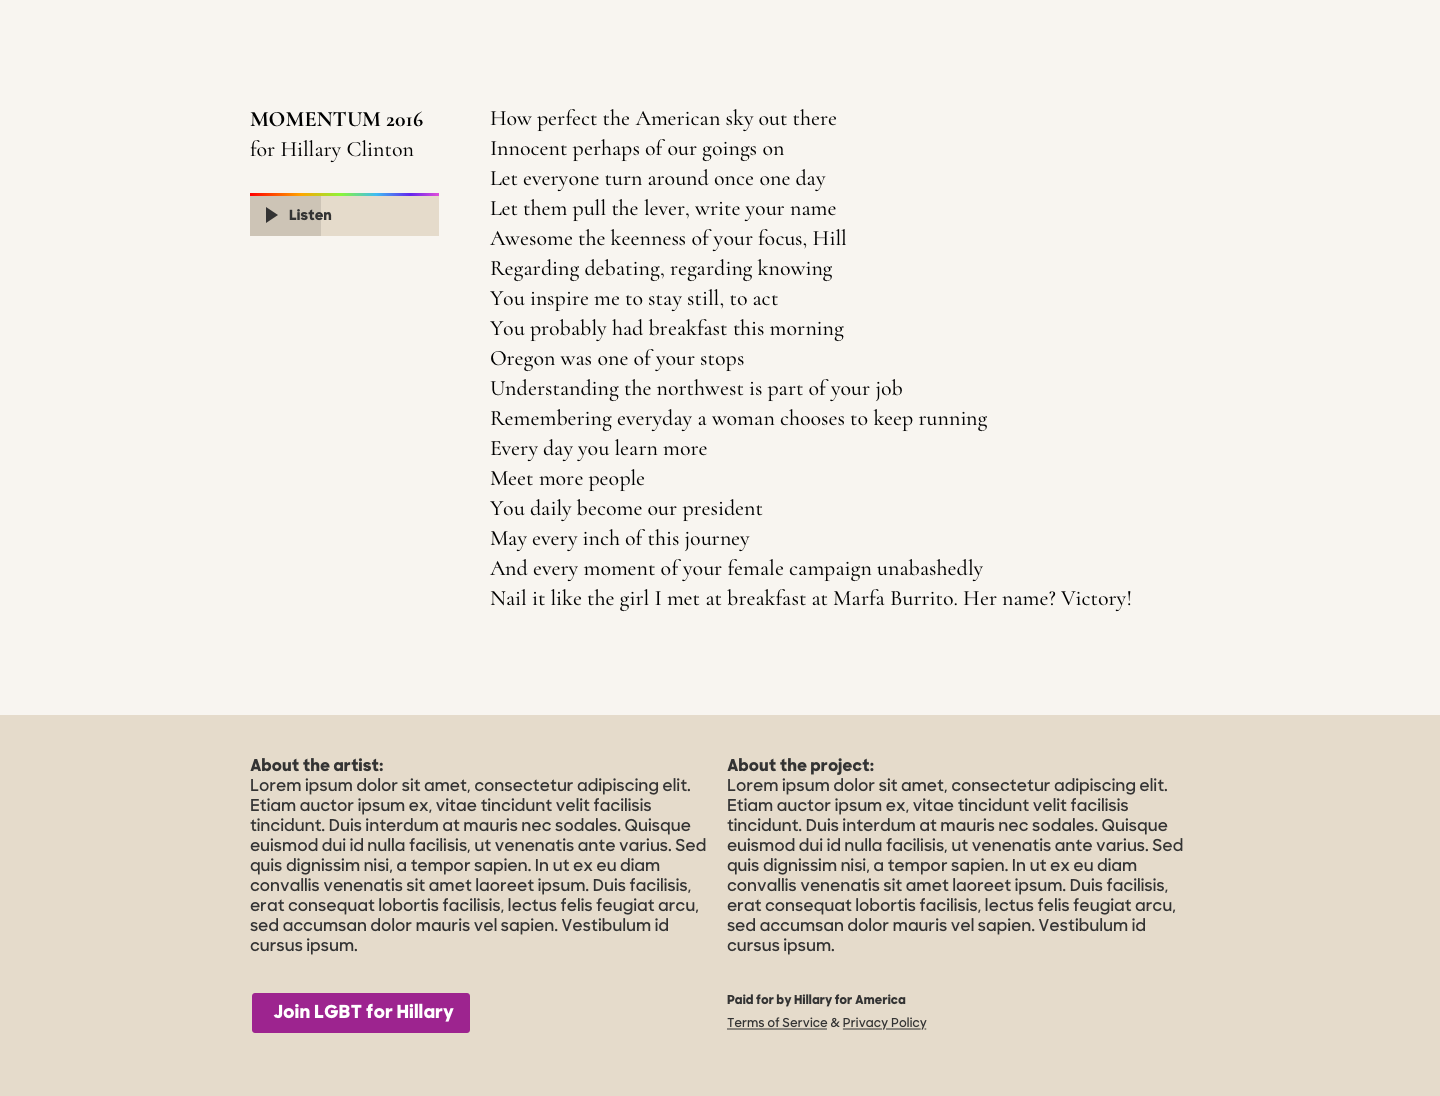 MOMENTUM 2016
for Hillary Clinton
Listen
How perfect the American sky out there
Innocent perhaps of our goings on
Let everyone turn around once one day
Let them pull the lever, write your name
Awesome the keenness of your focus, Hill
Regarding debating, regarding knowing
You inspire me to stay still, to act
You probably had breakfast this morning
Oregon was one of your stops
Understanding the northwest is part of your job
Remembering everyday a woman chooses to keep running
Every day you learn more
Meet more people
You daily become our president
May every inch of this journey
And every moment of your female campaign unabashedly
Nail it like the girl I met at breakfast at Marfa Burrito. Her name? Victory!
About the artist:
Lorem ipsum dolor sit amet, consectetur adipiscing elit.
Etiam auctor ipsum ex, vitae tincidunt velit facilisis
tincidunt. Duis interdum at mauris nec sodales. Quisque
euismod dui id nulla facilisis, ut venenatis ante varius. Sed
quis dignissim nisi, a tempor sapien. In ut ex eu diam
convallis venenatis sit amet laoreet ipsum. Duis facilisis,
erat consequat lobortis facilisis, lectus felis feugiat arcu,
sed accumsan dolor mauris vel sapien. Vestibulum id
cursus ipsum.
Join LGBT for Hillary
About the project:
Lorem ipsum dolor sit amet, consectetur adipiscing elit.
Etiam auctor ipsum ex, vitae tincidunt velit facilisis
tincidunt. Duis interdum at mauris nec sodales. Quisque
euismod dui id nulla facilisis, ut venenatis ante varius. Sed
quis dignissim nisi, a tempor sapien. In ut ex eu diam
convallis venenatis sit amet laoreet ipsum. Duis facilisis,
erat consequat lobortis facilisis, lectus felis feugiat arcu,
sed accumsan dolor mauris vel sapien. Vestibulum id
cursus ipsum.
Paid for by Hillary for America
Terms of Service & Privacy Policy